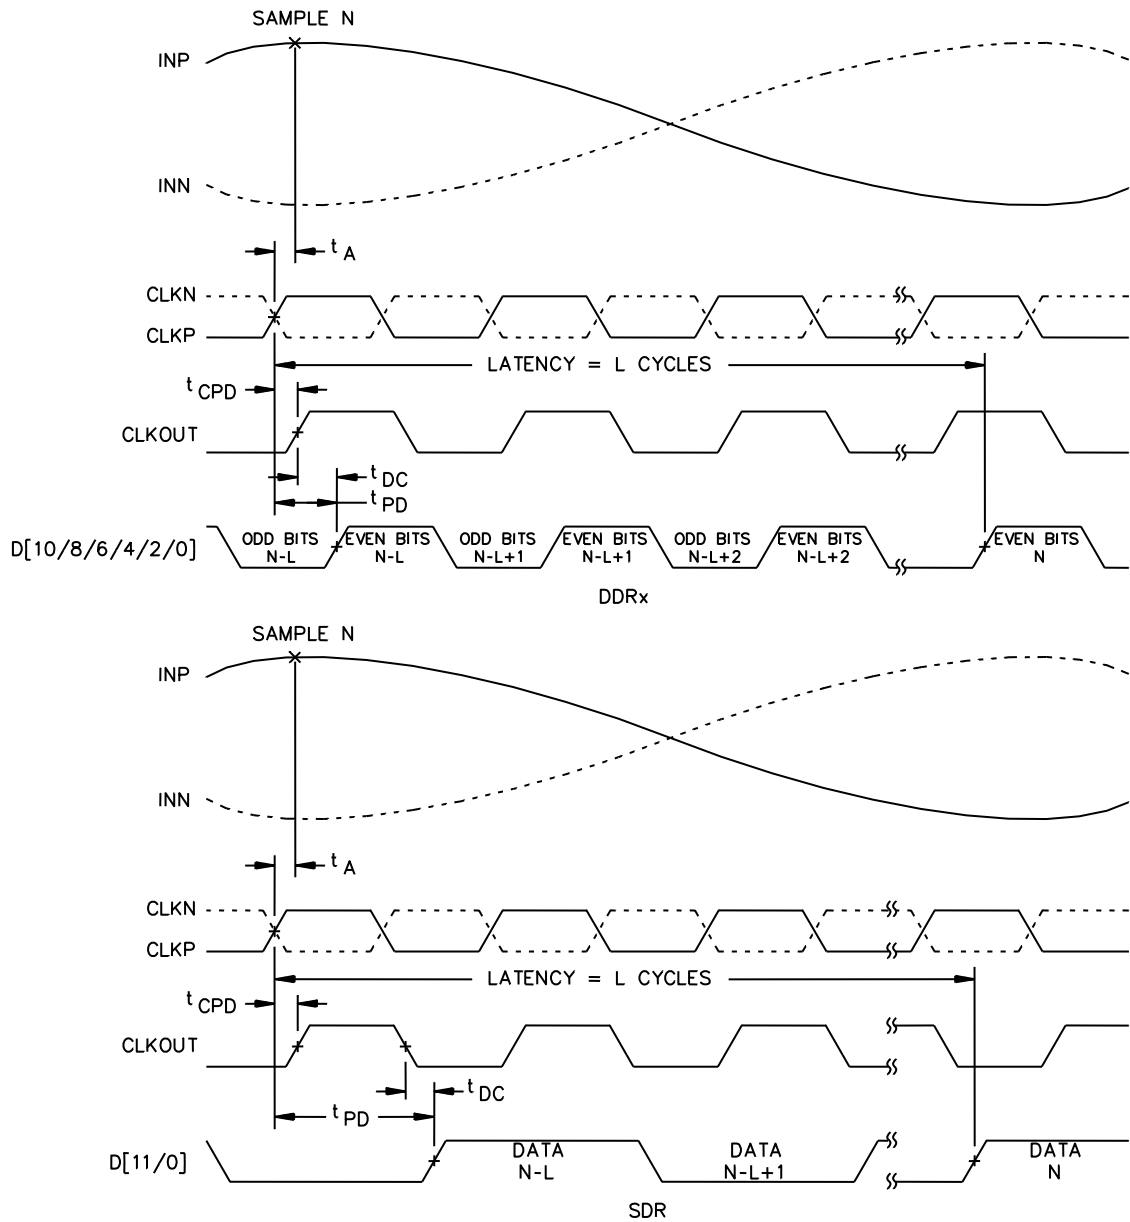 SAMPLE N
INP
INN
t A
CLKN
CLKP
LATENCY = L CYCLES
t CPD
CLKOUT
t DC
t PD
D[10/8/6/4/2/0]
ODD BITS N-L
EVEN BITS N-L
ODD BITS N-L+1
EVEN BITS N-L+1
ODD BITS N-L+2
EVEN BITS N-L+2
EVEN BITS N
DDRx
SAMPLE N
INP
INN
t A
CLKN
CLKP
LATENCY = L CYCLES
t CPD
CLKOUT
t DC
t PD
D[11/0]
DATA N-L
DATA N-L+1
DATA N
SDR